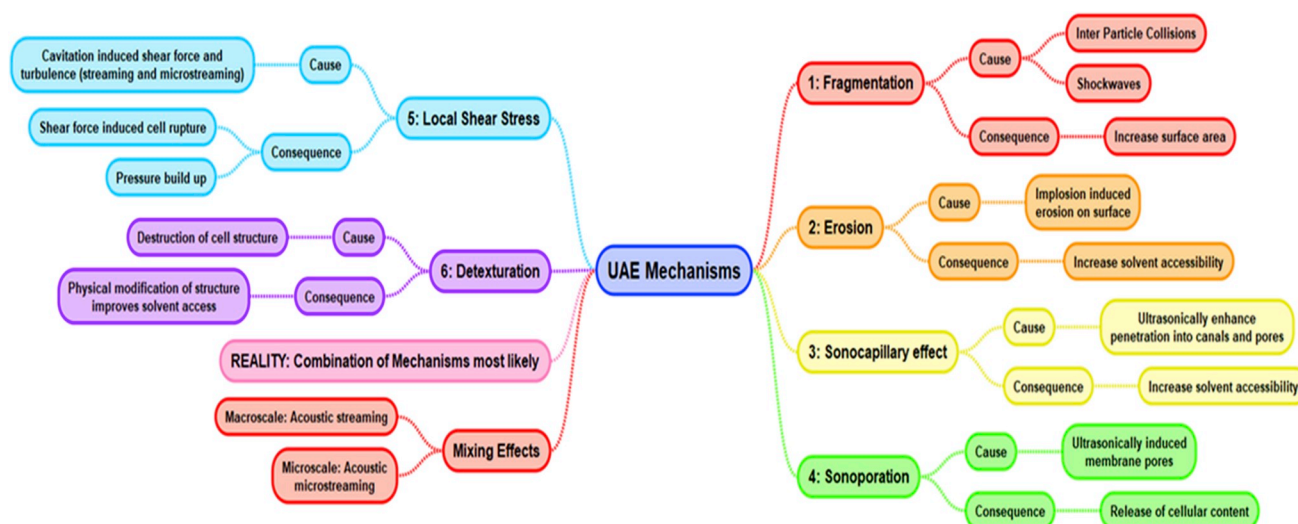 UAE Mechanisms
1: Fragmentation
Cause
Inter Particle Collisions
Shockwaves
Consequence
Increase surface area
2: Erosion
Cause
Implosion induced
erosion on surface
Consequence
Increase solvent accessibility
3: Sonocapillary effect
Cause
Ultrasonically enhance
penetration into canals and pores
Consequence
Increase solvent accessibility
4: Sonoporation
Cause
Ultrasonically induced
membrane pores
Consequence
Release of cellular content
5: Local Shear Stress
Cause
Cavitation induced shear force and
turbulence (streaming and microstreaming)
Consequence
Shear force induced cell rupture
Pressure build up
6: Detexturation
Cause
Destruction of cell structure
Consequence
Physical modification of structure
improves solvent access
REALITY: Combination of Mechanisms most likely
Mixing Effects
Macroscale: Acoustic streaming
Microscale: Acoustic
microstreaming